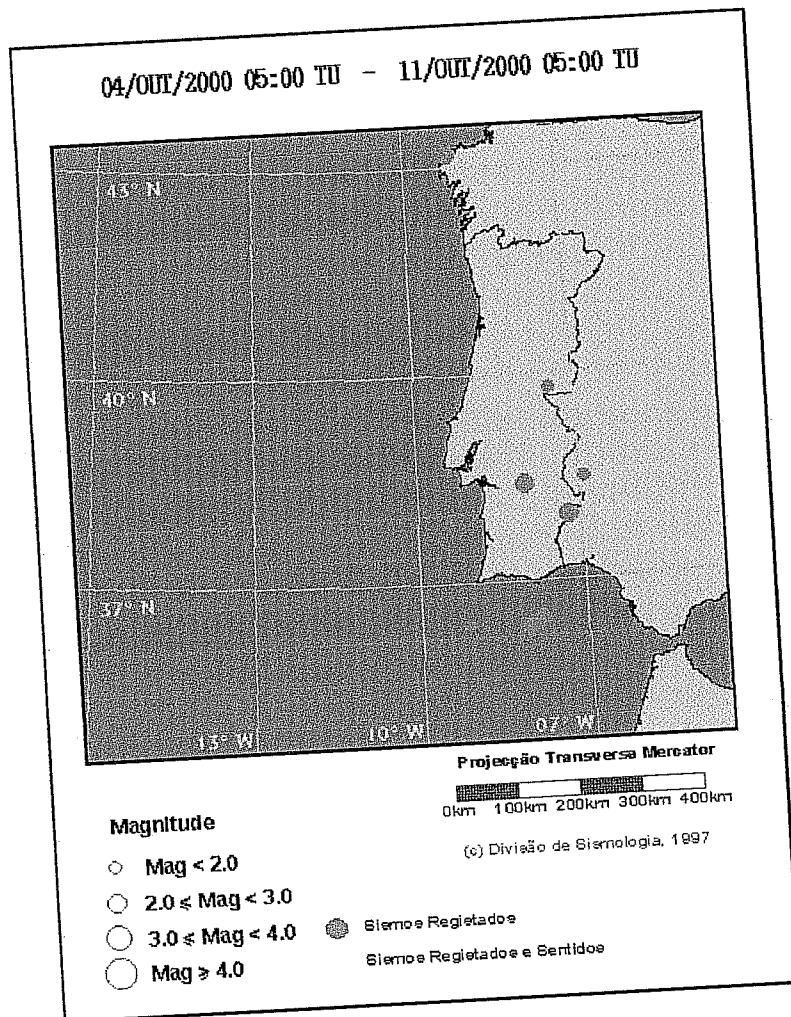 04/OUT/2000 05:00 TU - 11/OUT/2000 05:00 TU
43° N
40° N
37° N
13° W 10° W 07° W
Projecção Transversa Mercator
0km 100km 200km 300km 400km
(c) Divisão de Sismologia, 1997
Magnitude
Mag < 2.0
2.0 ≤ Mag < 3.0
3.0 ≤ Mag < 4.0
Mag ≥ 4.0
Sismos Registados
Sismos Registados e Sentidos